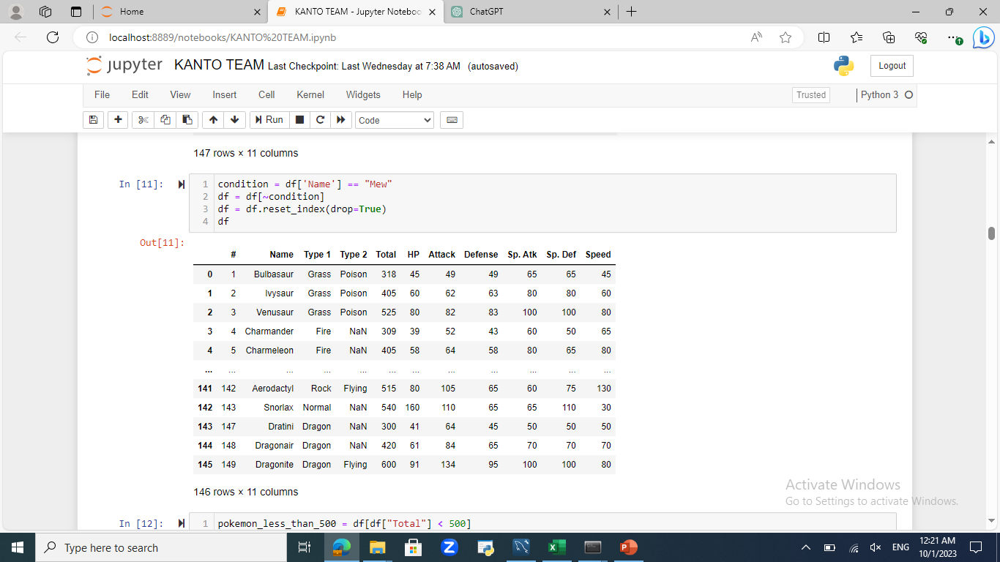 Home
KANTO TEAM - Jupyter Noteboo
ChatGPT
localhost:8889/notebooks/KANTO%20TEAM.ipynb
jupyter KANTO TEAM Last Checkpoint: Last Wednesday at 7:38 AM (autosaved)
Logout
File Edit View Insert Cell Kernel Widgets Help
Trusted
Python 3
Run
Code
147 rows × 11 columns
In [11]:
1 condition = df['Name'] == "Mew"
2 df = df[~condition]
3 df = df.reset_index(drop=True)
4 df
Out[11]:
# Name Type 1 Type 2 Total HP Attack Defense Sp. Atk Sp. Def Speed
0 1 Bulbasaur Grass Poison 318 45 49 49 65 65 45
1 2 Ivysaur Grass Poison 405 60 62 63 80 80 60
2 3 Venusaur Grass Poison 525 80 82 83 100 100 80
3 4 Charmander Fire NaN 309 39 52 43 60 50 65
4 5 Charmeleon Fire NaN 405 58 64 58 80 65 80
... ... ... ... ... ... ... ... ... ... ... ...
141 142 Aerodactyl Rock Flying 515 80 105 65 60 75 130
142 143 Snorlax Normal NaN 540 160 110 65 65 110 30
143 147 Dratini Dragon NaN 300 41 64 45 50 50 50
144 148 Dragonair Dragon NaN 420 61 84 65 70 70 70
145 149 Dragonite Dragon Flying 600 91 134 95 100 100 80
146 rows × 11 columns
Activate Windows
Go to Settings to activate Windows.
In [12]:
1 pokemon_less_than_500 = df[df["Total"] < 500]
Type here to search
ENG
12:21 AM
10/1/2023